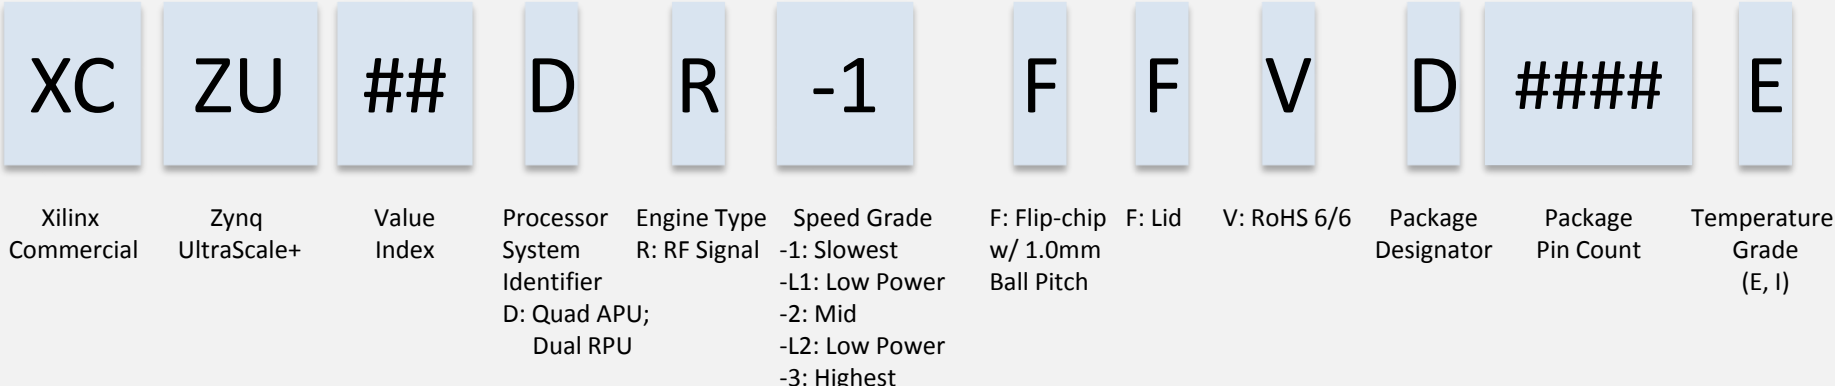 XC ZU ## D R -1 F F V D #### E
Xilinx
Commercial
Zynq
UltraScale+
Value
Index
Processor
System
Identifier
D: Quad APU;
Dual RPU
Engine Type
R: RF Signal
Speed Grade
-1: Slowest
-L1: Low Power
-2: Mid
-L2: Low Power
-3: Highest
F: Flip-chip
w/ 1.0mm
Ball Pitch
F: Lid
V: RoHS 6/6
Package
Designator
Package
Pin Count
Temperature
Grade
(E, I)